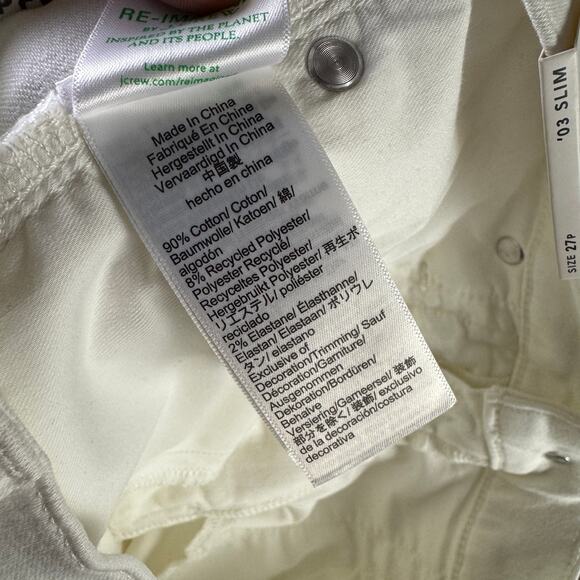 RE-IMAGINED
INSPIRED BY THE PLANET
AND ITS PEOPLE.
Learn more at
jcrew.com/reimagined
Made In China
Fabriqué En Chine
Hergestellt In China
Vervaardigd In China
中国製
hecho en china
90% Cotton/ Coton/
Baumwolle/ Katoen/ 綿/
algodón
8% Recycled Polyester/
Polyester Recyclé/
Recyceltes Polyester/
Hergebruikt Polyester/ 再生ポ
リエステル/ poliéster
reciclado
2% Elastane/ Élasthanne/
Elastan/ Elastaan/ ポリウレ
タン/ elastano
Exclusive of
Decoration/Trimming/ Sauf
Décoration/Garniture/
Ausgenommen
Dekoration/Bordüren/
Behalve
Versiering/Garneersel/ 装飾
部分を除く/ 装飾/ exclusivo
de la decoración/costura
decorativa
'03 SLIM
SIZE 27P